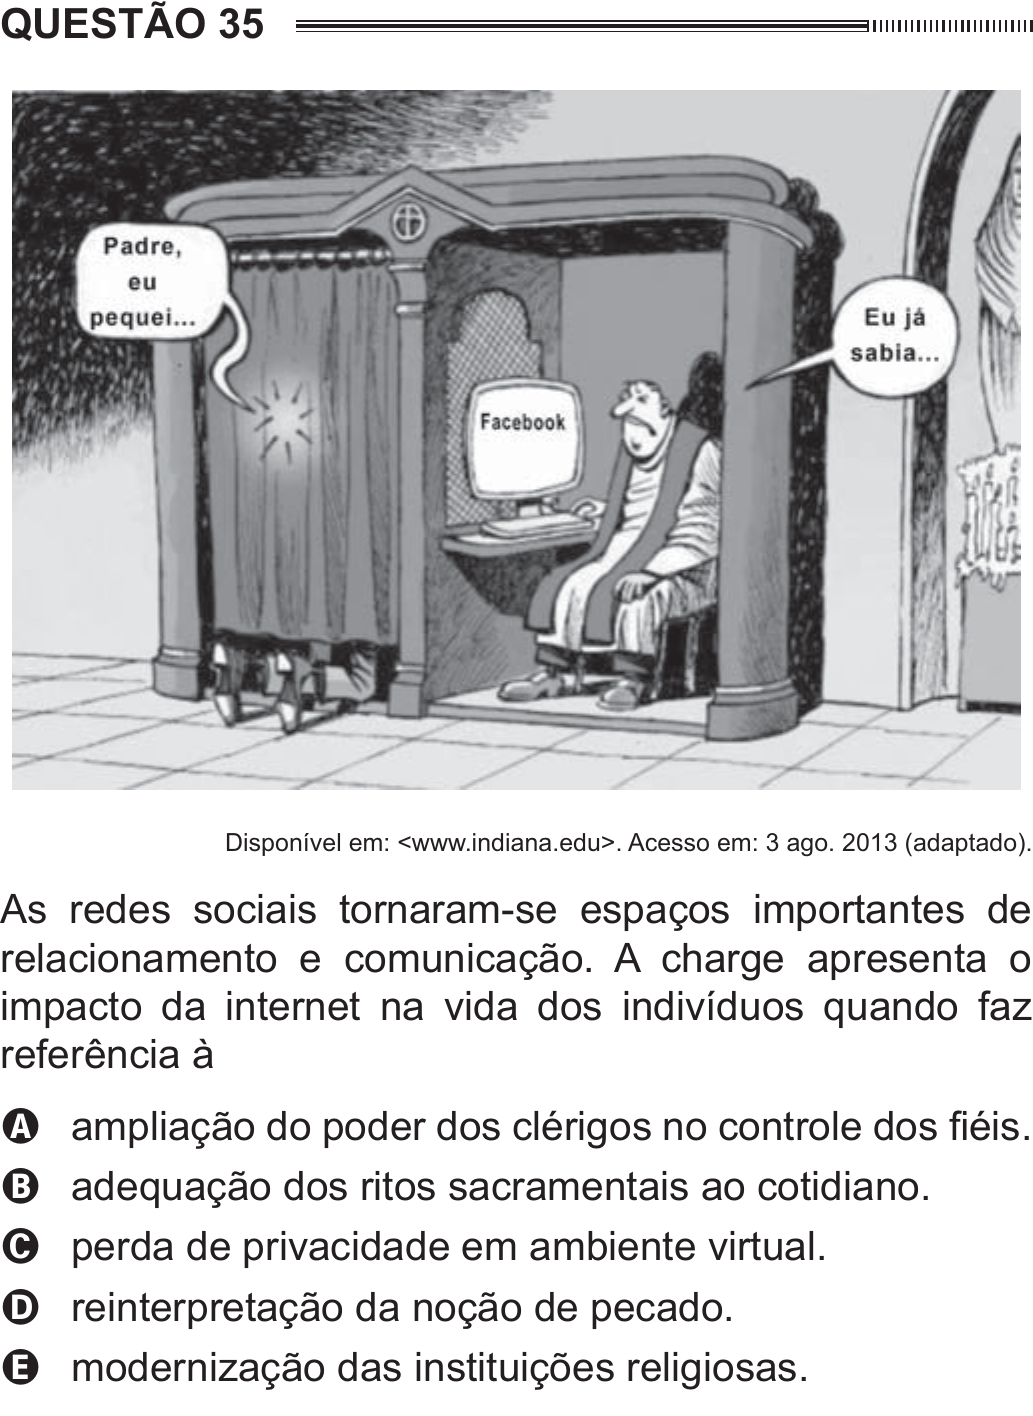 QUESTÃO 35
Padre,
eu
pequei...
Eu já
sabia...
Facebook
Disponível em: <www.indiana.edu>. Acesso em: 3 ago. 2013 (adaptado).
As redes sociais tornaram-se espaços importantes de
relacionamento e comunicação. A charge apresenta o
impacto da internet na vida dos indivíduos quando faz
referência à
A ampliação do poder dos clérigos no controle dos fiéis.
B adequação dos ritos sacramentais ao cotidiano.
C perda de privacidade em ambiente virtual.
D reinterpretação da noção de pecado.
E modernização das instituições religiosas.